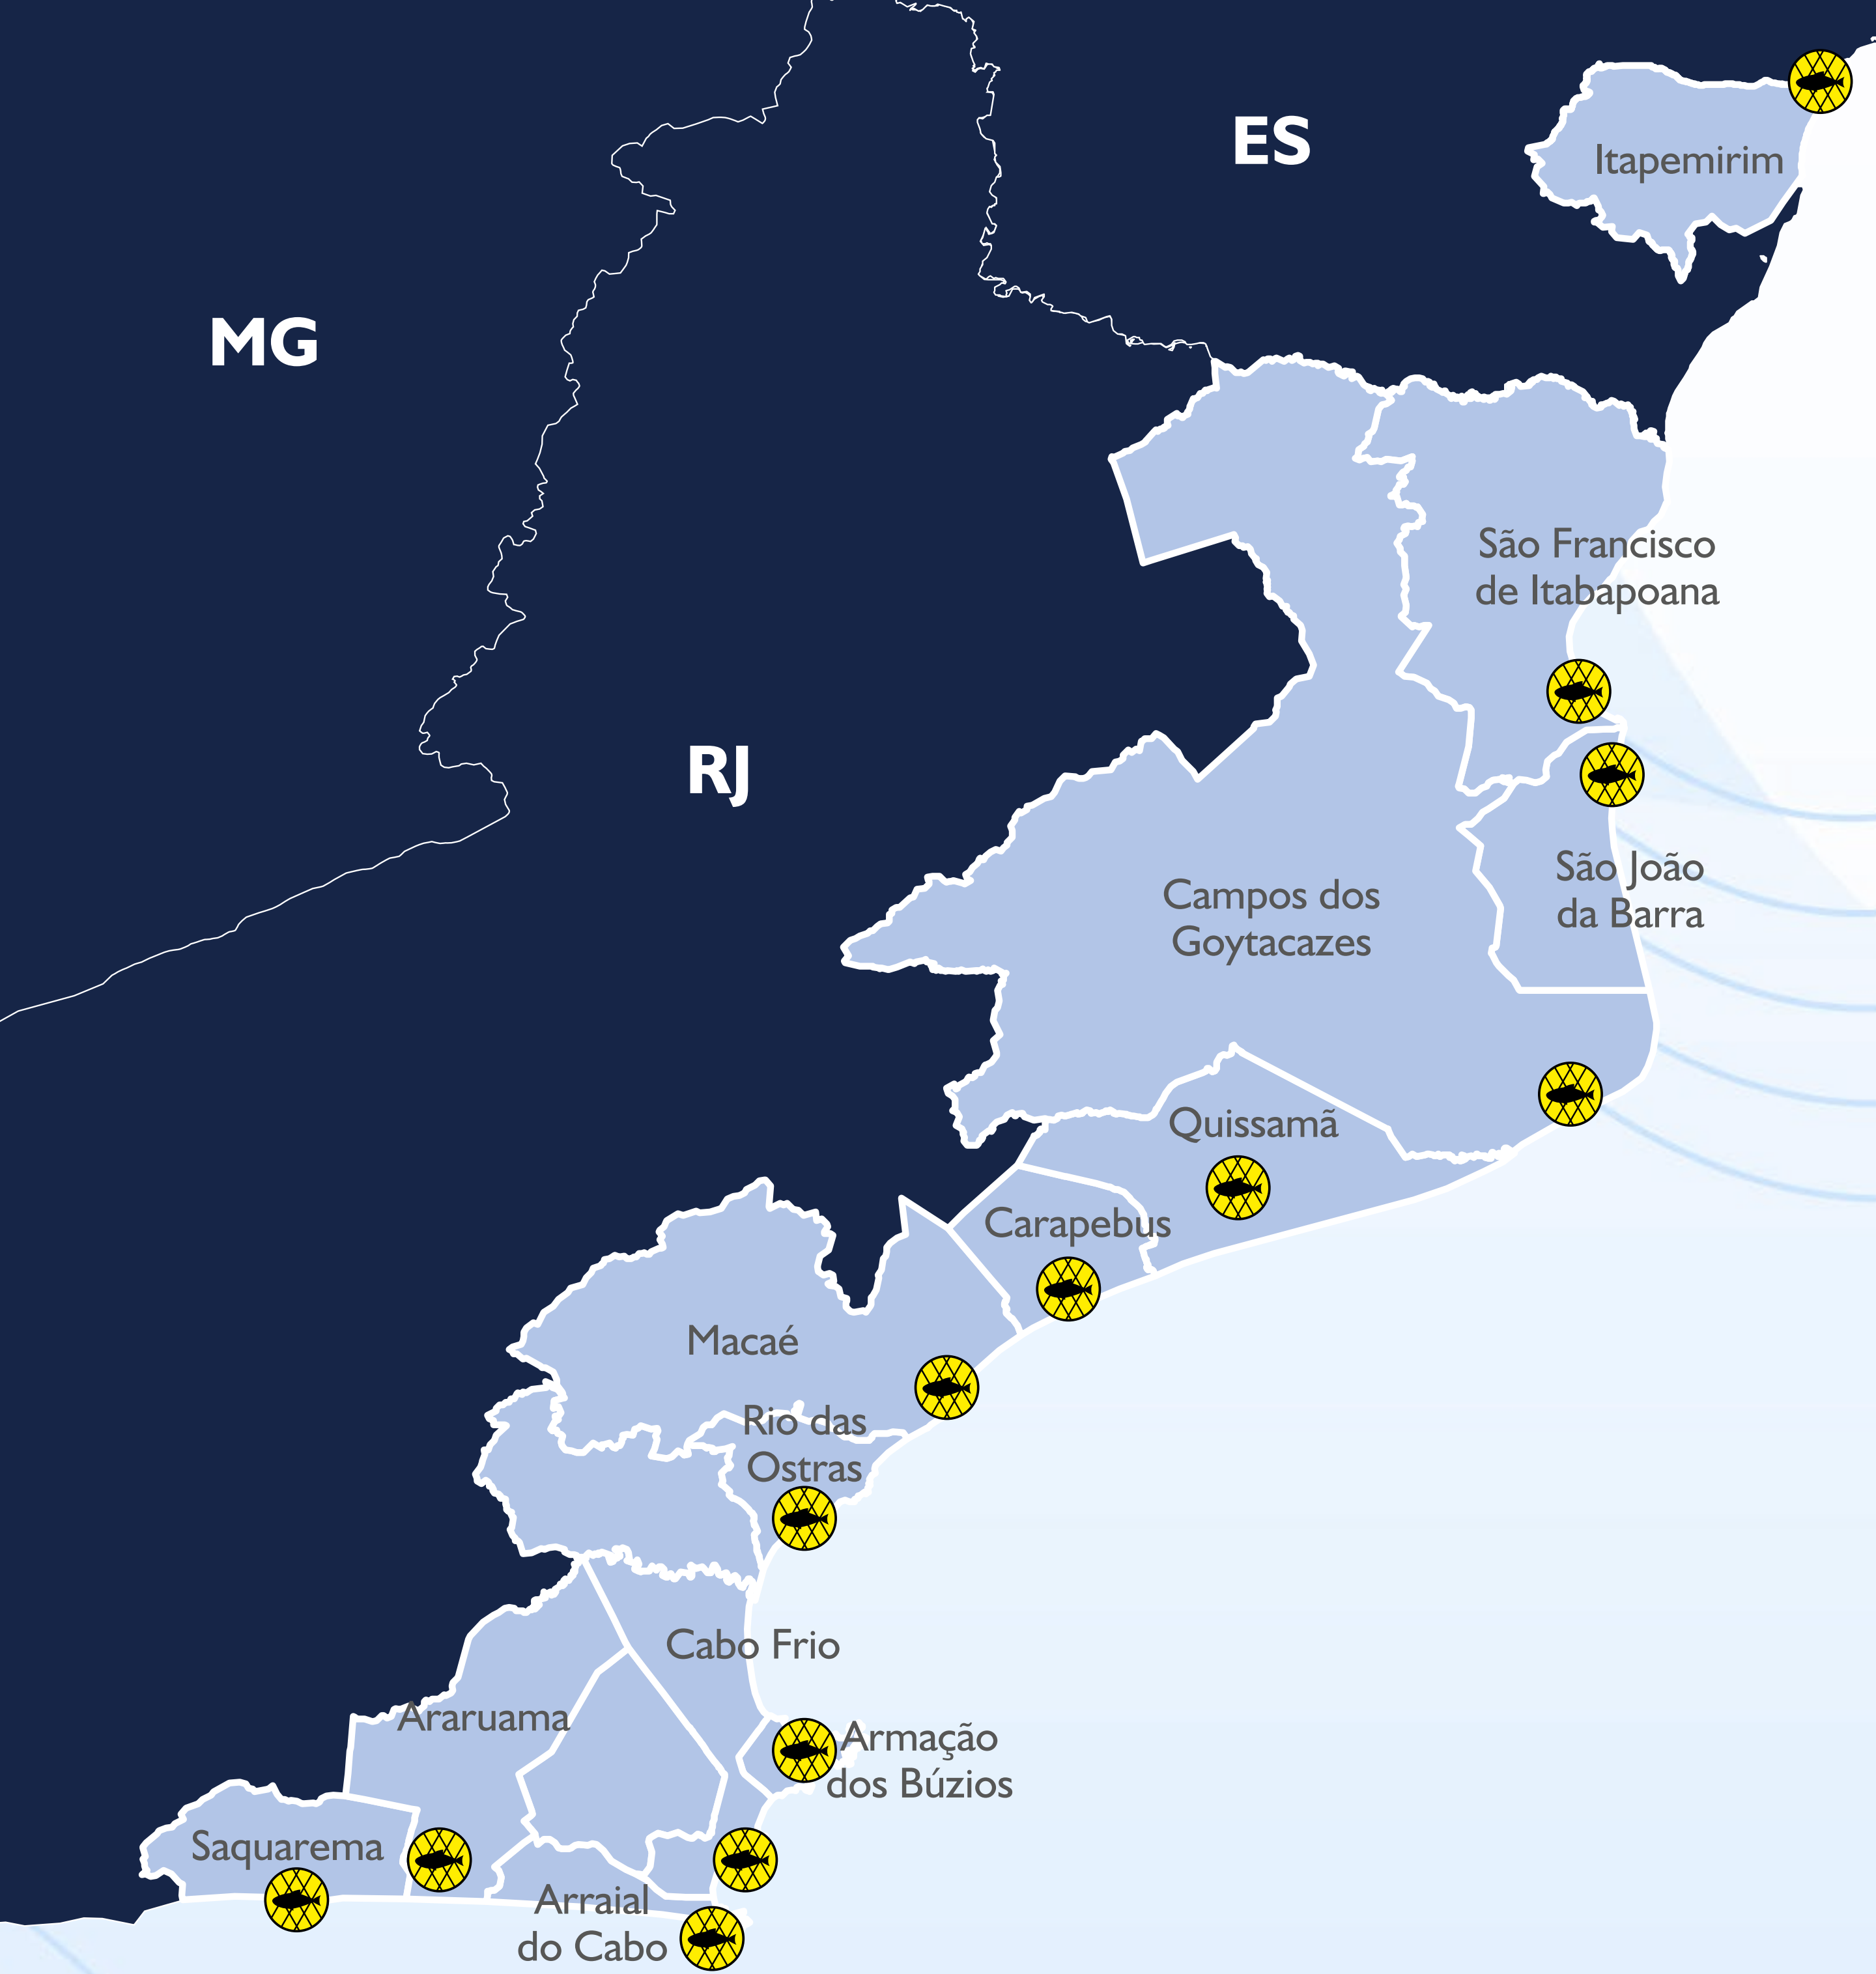 ES
Itapemirim
MG
São Francisco
de Itabapoana
RJ
São João
da Barra
Campos dos
Goytacazes
Quissamã
Carapebus
Macaé
Rio das
Ostras
Cabo Frio
Araruama
Armação
dos Búzios
Saquarema
Arraial
do Cabo